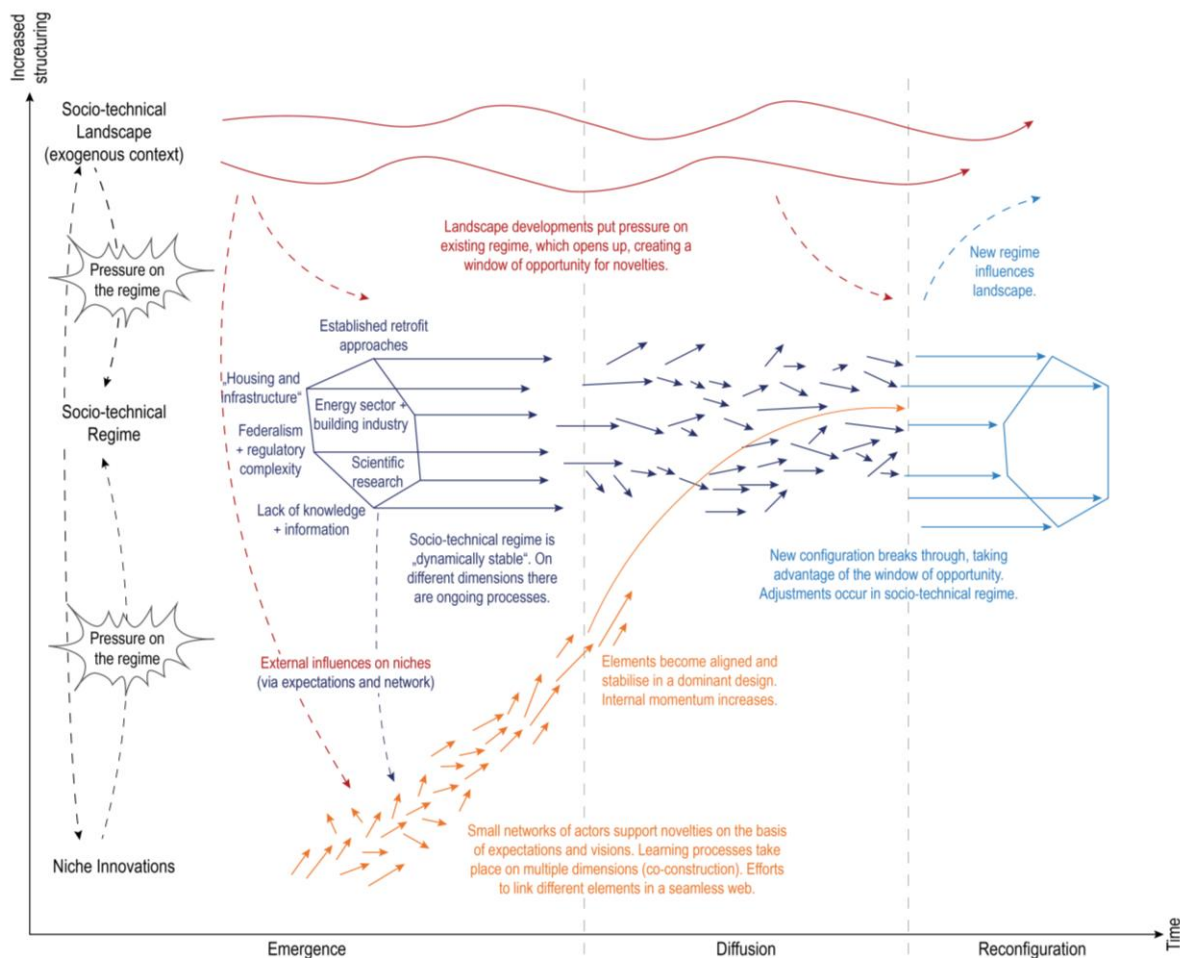 Increased
structuring
Socio-technical
Landscape
(exogenous context)
Pressure on
the regime
Socio-technical
Regime
Pressure on
the regime
Niche Innovations
Landscape developments put pressure on
existing regime, which opens up, creating a
window of opportunity for novelties.
New regime
influences
landscape.
Established retrofit
approaches
„Housing and
infrastructure“
Energy sector +
building industry
Federalism
+ regulatory
complexity
Scientific
research
Lack of knowledge
+ information
Socio-technical regime is
„dynamically stable“. On
different dimensions there
are ongoing processes.
New configuration breaks through, taking
advantage of the window of opportunity.
Adjustments occur in socio-technical regime.
External influences on niches
(via expectations and network)
Elements become aligned and
stabilise in a dominant design.
Internal momentum increases.
Small networks of actors support novelties on the basis
of expectations and visions. Learning processes take
place on multiple dimensions (co-construction). Efforts
to link different elements in a seamless web.
Emergence
Diffusion
Reconfiguration
Time